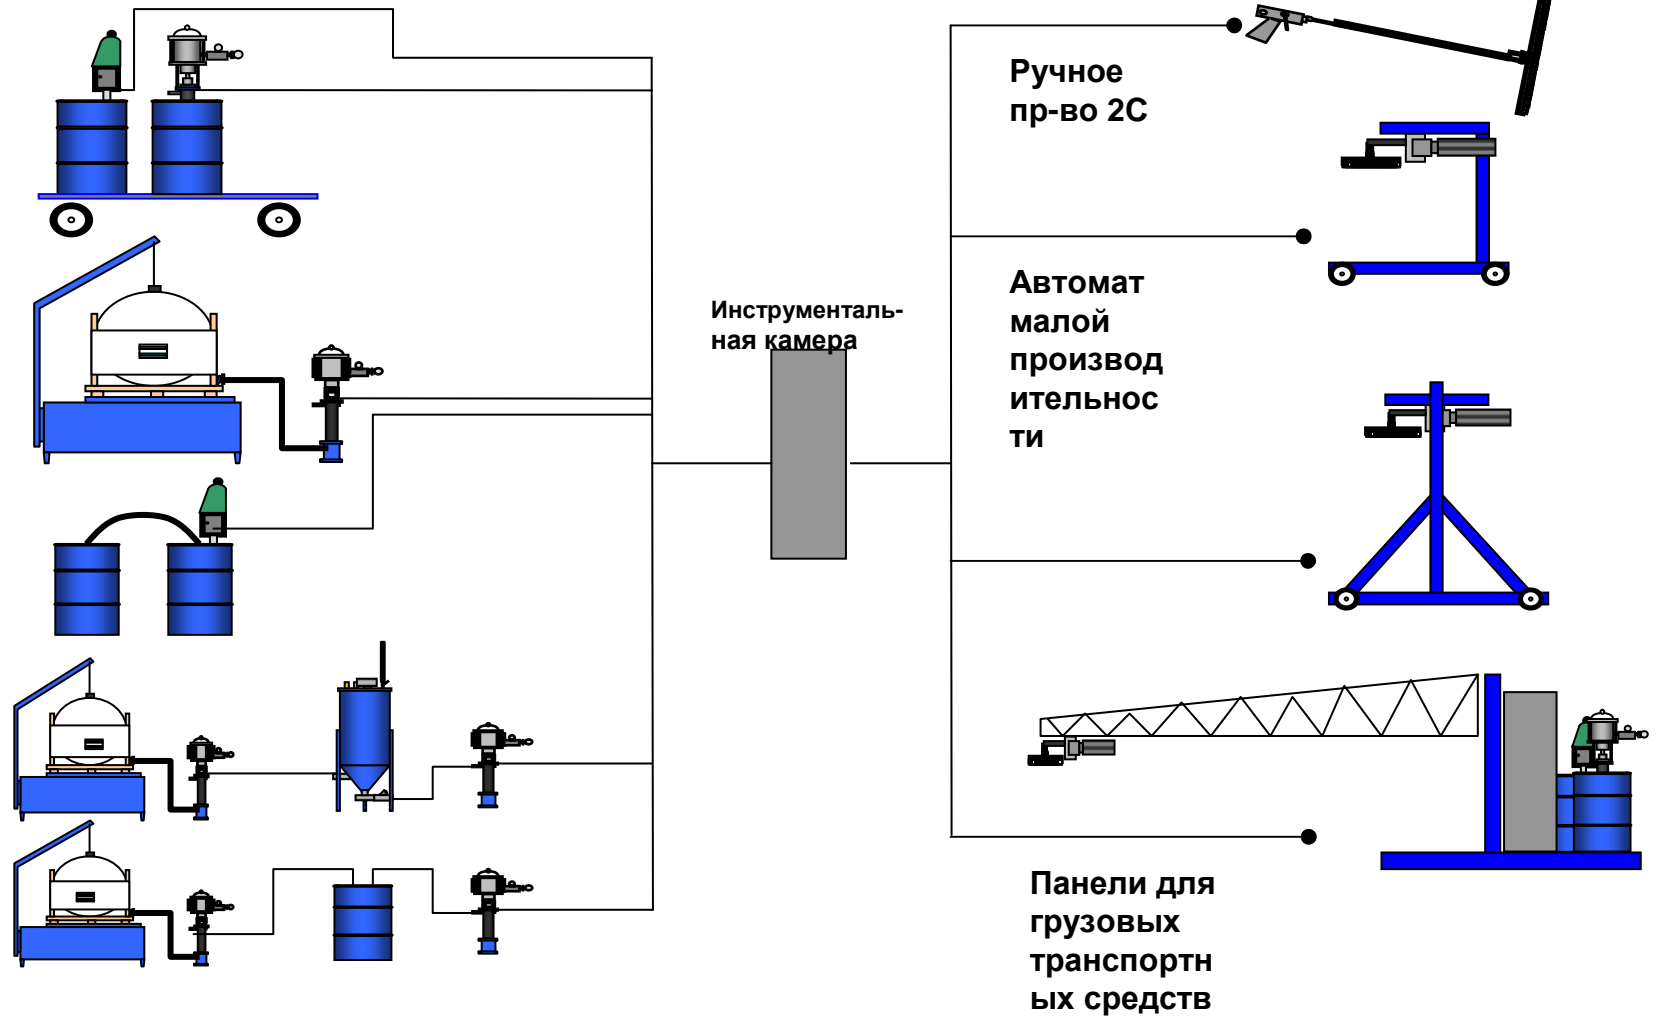 Ручное
пр-во 2С
Автомат
малой
производ
ительнос
ти
Инструменталь-
ная камера
Панели для
грузовых
транспортн
ых средств